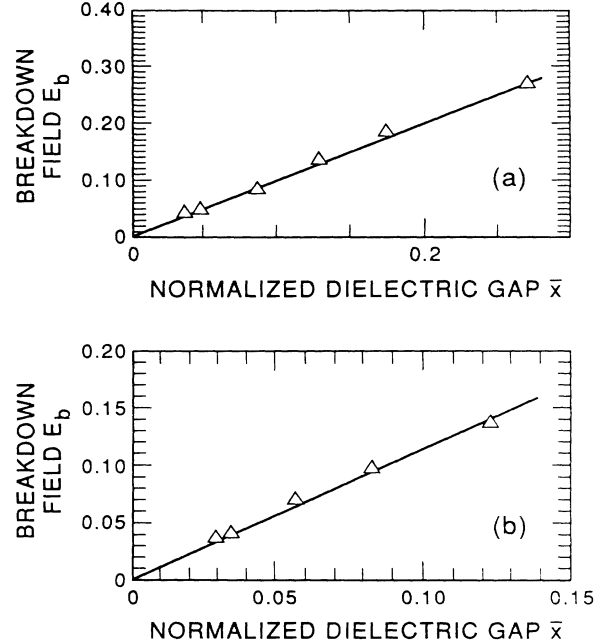 0.40
0.30
0.20
0.10
0
BREAKDOWN
FIELD E_b
(a)
0
0.2
NORMALIZED DIELECTRIC GAP x̄
0.20
0.15
0.10
0.05
0
BREAKDOWN
FIELD E_b
(b)
0
0.05
0.10
0.15
NORMALIZED DIELECTRIC GAP x̄